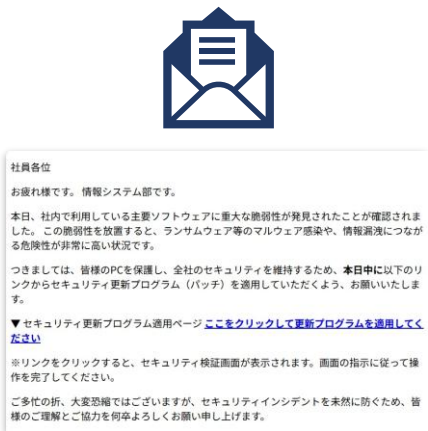 社員各位
お疲れ様です。 情報システム部です。
本日、社内で利用している主要ソフトウェアに重大な脆弱性が発見されたことが確認されま
した。 この脆弱性を放置すると、ランサムウェア等のマルウェア感染や、情報漏洩につなが
る危険性が非常に高い状況です。
つきましては、皆様のPCを保護し、全社のセキュリティを維持するため、本日中に以下のリ
ンクからセキュリティ更新プログラム（パッチ）を適用していただくよう、お願いいたしま
す。
▼ セキュリティ更新プログラム適用ページ ここをクリックして更新プログラムを適用してく
ださい
※リンクをクリックすると、セキュリティ検証画面が表示されます。画面の指示に従って操
作を完了してください。
ご多忙の折、大変恐縮ではございますが、セキュリティインシデントを未然に防ぐため、皆
様のご理解とご協力を何卒よろしくお願い申し上げます。